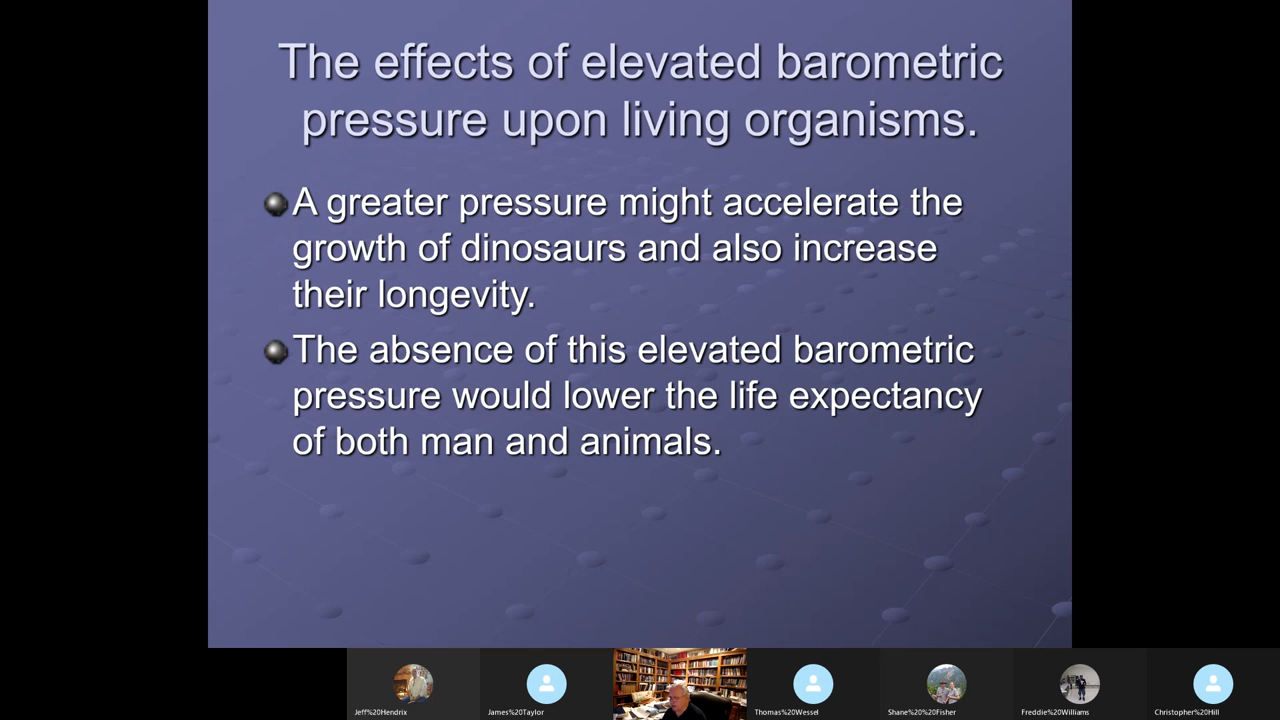 The effects of elevated barometric
pressure upon living organisms.
A greater pressure might accelerate the
growth of dinosaurs and also increase
their longevity.
The absence of this elevated barometric
pressure would lower the life expectancy
of both man and animals.
Jeff%20Hendrix
James%20Taylor
Thomas%20Wessel
Shane%20%20Fisher
Freddie%20Williams
Christopher%20Hill